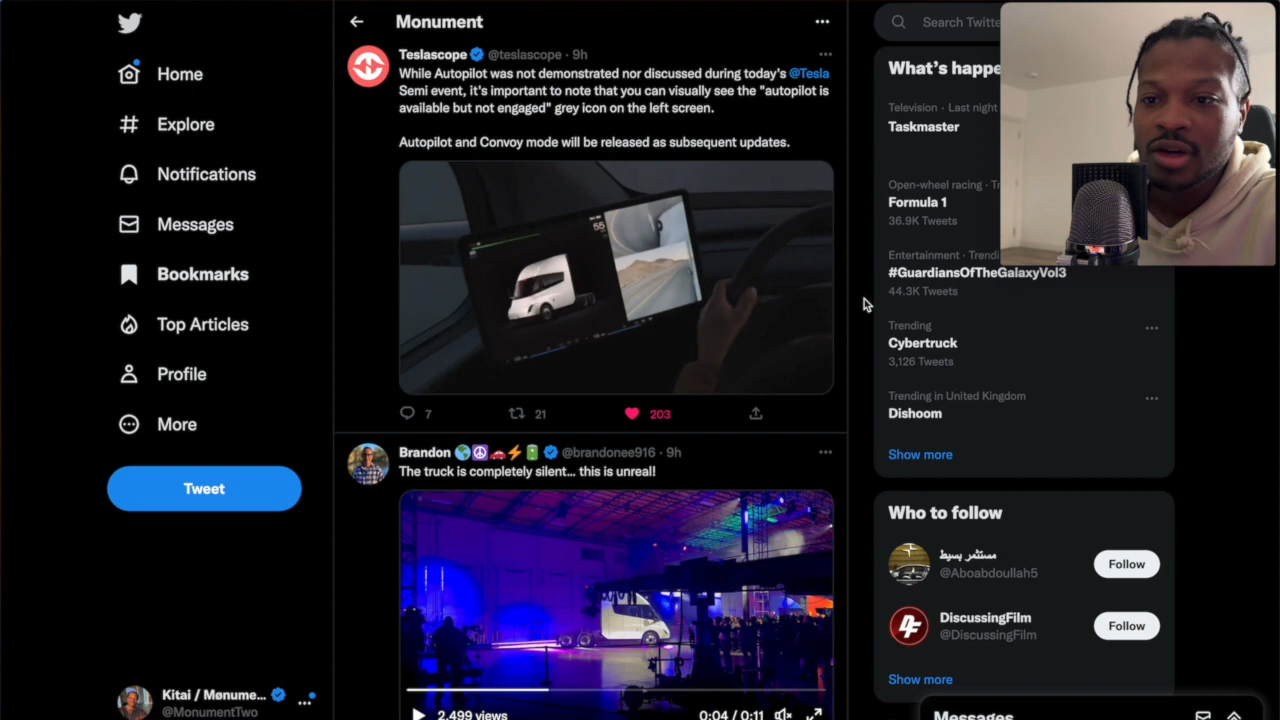 Home
Explore
Notifications
Messages
Bookmarks
Top Articles
Profile
More
Tweet
Kitai / Mønume...
@MonumentTwo
Monument
Teslascope @teslascope · 9h
While Autopilot was not demonstrated nor discussed during today's @Tesla
Semi event, it's important to note that you can visually see the "autopilot is
available but not engaged" grey icon on the left screen.
Autopilot and Convoy mode will be released as subsequent updates.
55
7
21
203
Brandon 🌎☮️🚗⚡🔋 @brandonee916 · 9h
The truck is completely silent... this is unreal!
2,499 views
0:04 / 0:11
Search Twitte
What's happe
Television · Last night
Taskmaster
Open-wheel racing · Tr
Formula 1
36.9K Tweets
Entertainment · Trendi
#GuardiansOfTheGalaxyVol3
44.3K Tweets
Trending
Cybertruck
3,126 Tweets
Trending in United Kingdom
Dishoom
Show more
Who to follow
مستثمر بسيط
@Aboabdoullah5
Follow
DiscussingFilm
@DiscussingFilm
Follow
Show more
Messages